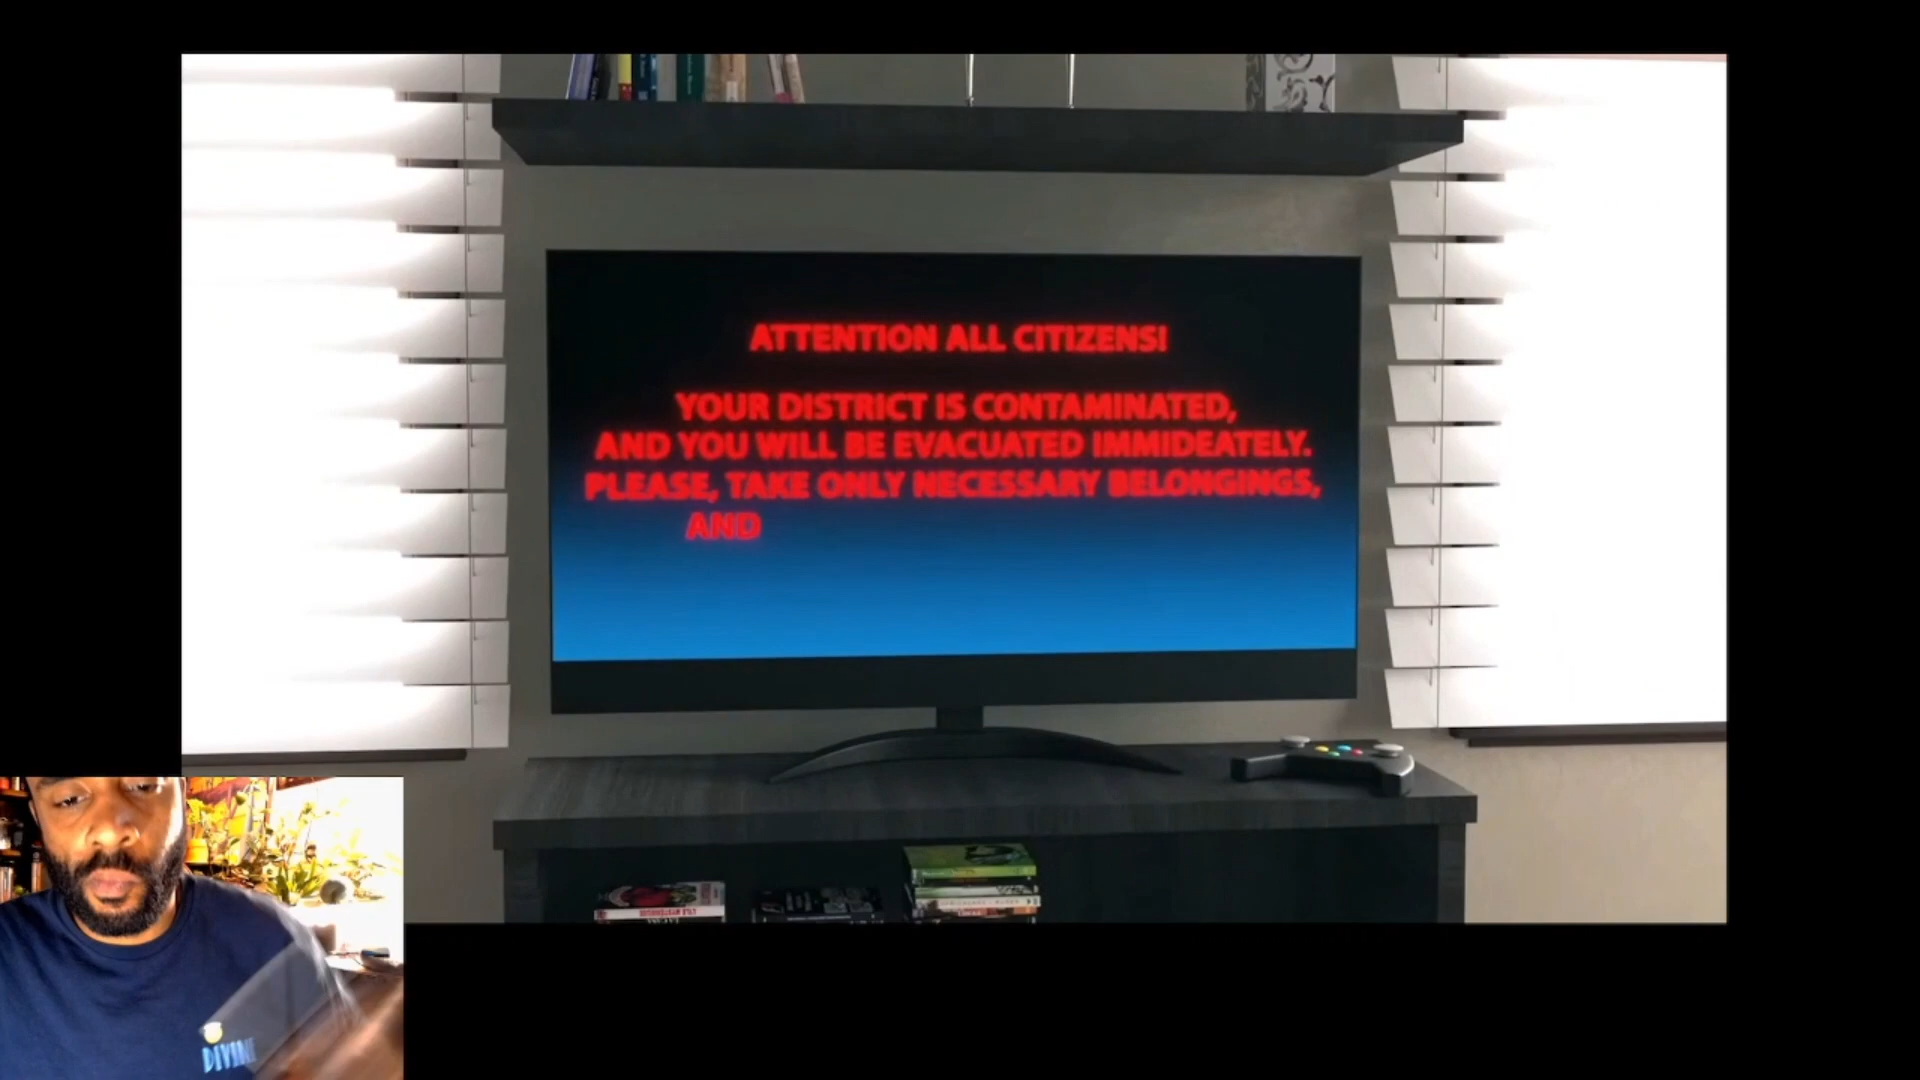 ATTENTION ALL CITIZENS!
YOUR DISTRICT IS CONTAMINATED,
AND YOU WILL BE EVACUATED IMMIDEATELY.
PLEASE, TAKE ONLY NECESSARY BELONGINGS,
AND
DIVINE